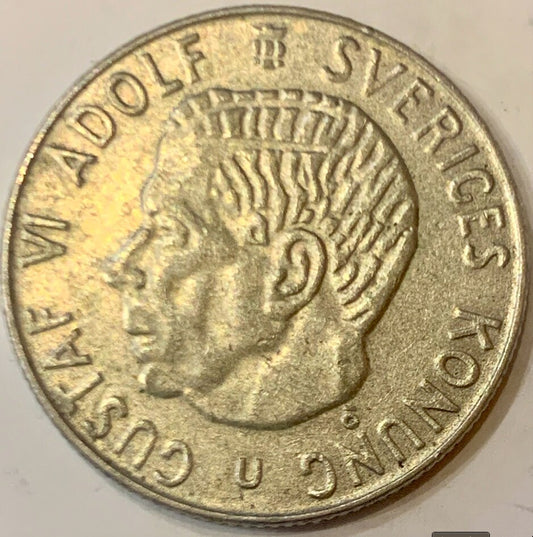 GUSTAF VI ADOLF SVERIGES KONUNG
U